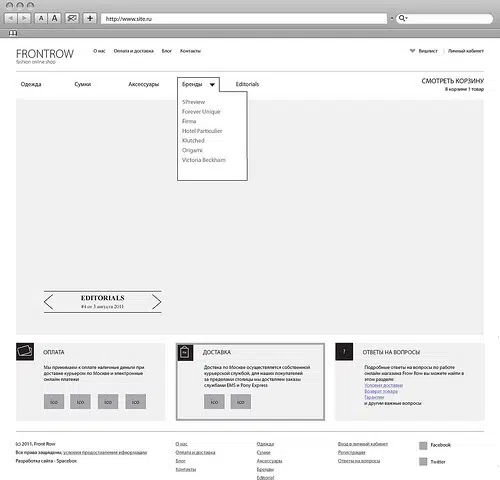 http://www.site.ru
FRONTROW
fashion online shop
О нас Оплата и доставка Блог Контакты
Вишлист Личный кабинет
Одежда Сумки Аксессуары Бренды Editorials
СМОТРЕТЬ КОРЗИНУ
В корзине 1 товар
5Preview
Forever Unique
Firma
Hotel Particulier
Klutched
Origami
Victoria Beckham
EDITORIALS
#4 от 3 августа 2011
ОПЛАТА
Мы принимаем к оплате наличные деньги при
доставке курьером по Москве и электронные
онлайн платежи
ICO ICO ICO ICO
ДОСТАВКА
Доставка по Москве осуществляется собственной
курьерской службой, для наших покупателей
за пределами столицы мы доставляем заказы
службами EMS и Pony Express
ICO ICO
?
ОТВЕТЫ НА ВОПРОСЫ
Подробные ответы на вопросы по работе
онлайн магазина Frow Row вы можете найти в
этом разделе:
Условия доставки
Возврат товара
Гарантии
и другие важные вопросы
(c) 2011, Front Row
Все права защищены, условия предоставления информации
Разработка сайта - Spacebox
О нас
Оплата и доставка
Блог
Контакты
Одежда
Сумки
Аксессуары
Бренды
Editorial
Вход в личный кабинет
Регистрация
Ответы на вопросы
Facebook
Twitter